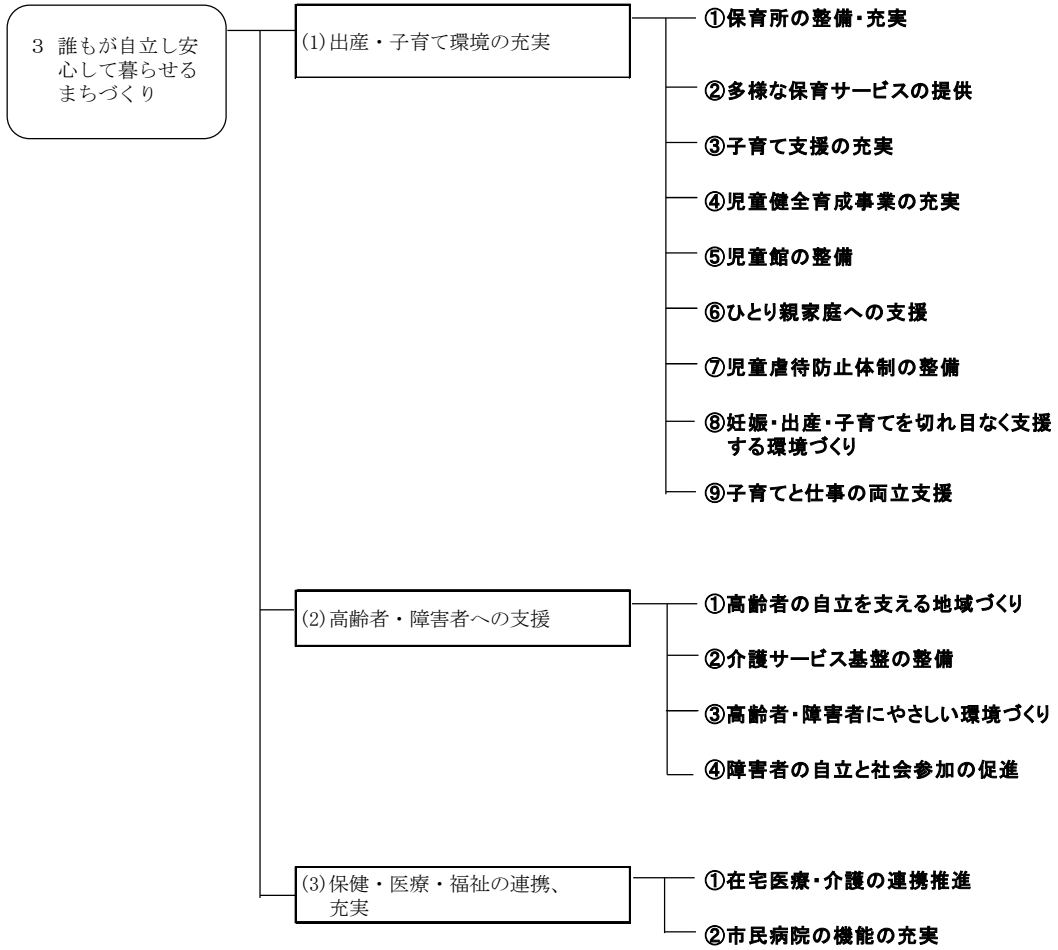 3 誰もが自立し安
心して暮らせる
まちづくり
(1)出産・子育て環境の充実
①保育所の整備・充実
②多様な保育サービスの提供
③子育て支援の充実
④児童健全育成事業の充実
⑤児童館の整備
⑥ひとり親家庭への支援
⑦児童虐待防止体制の整備
⑧妊娠・出産・子育てを切れ目なく支援
する環境づくり
⑨子育てと仕事の両立支援
(2)高齢者・障害者への支援
①高齢者の自立を支える地域づくり
②介護サービス基盤の整備
③高齢者・障害者にやさしい環境づくり
④障害者の自立と社会参加の促進
(3)保健・医療・福祉の連携、
充実
①在宅医療・介護の連携推進
②市民病院の機能の充実